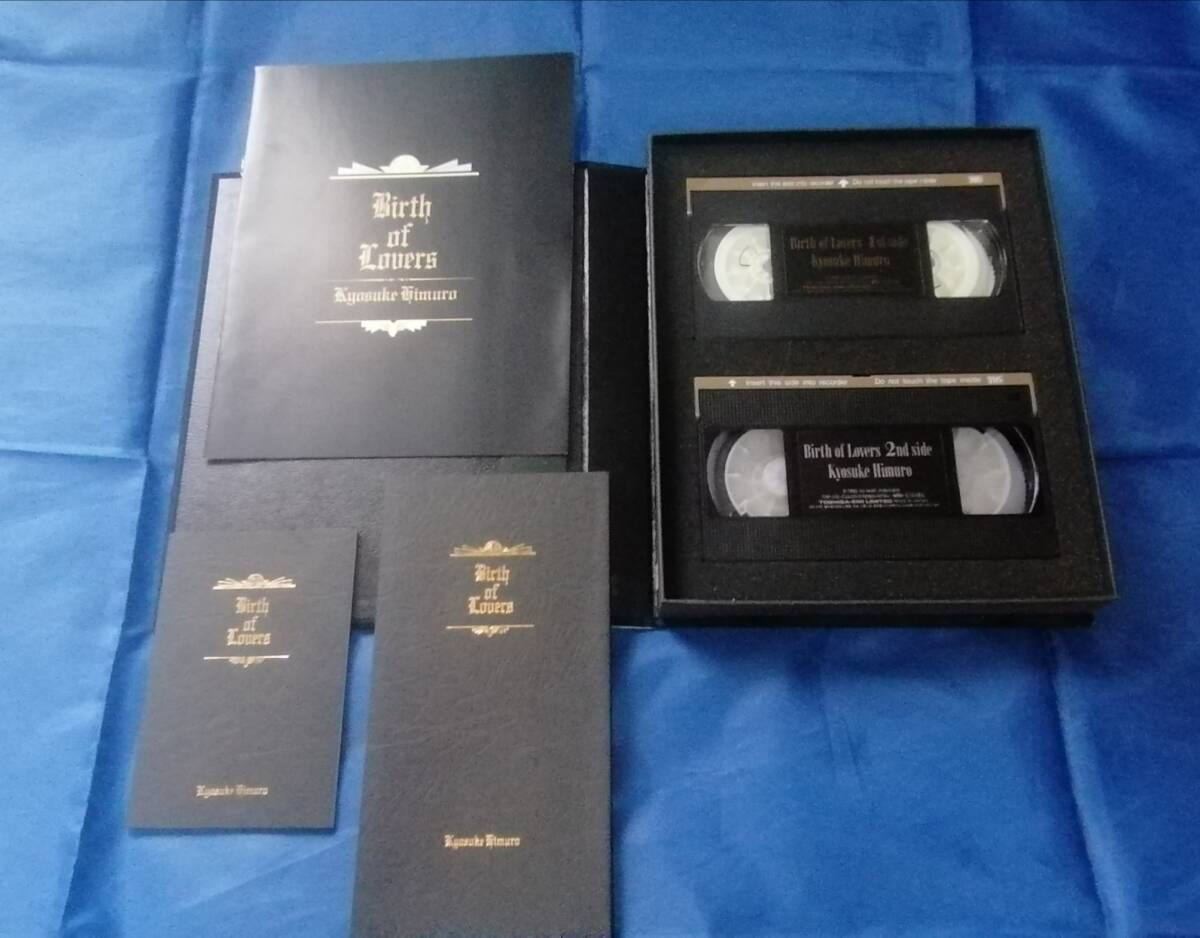 Birth
of
Lovers
Kyosuke Himuro
Insert this side into recorder Do not touch the tape inside VHS
Birth of Lovers 1st side
Kyosuke Himuro
Insert this side into recorder Do not touch the tape inside VHS
Birth of Lovers 2nd side
Kyosuke Himuro
TOSHIBA-EMI LIMITED
Birth
of
Lovers
Kyosuke Himuro
Birth
of
Lovers
Kyosuke Himuro